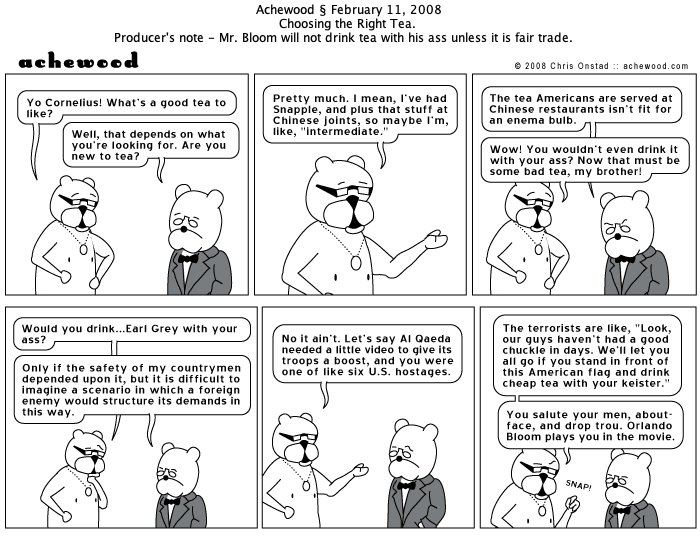 Achewood § February 11, 2008
Choosing the Right Tea.
Producer's note - Mr. Bloom will not drink tea with his ass unless it is fair trade.
achewood
© 2008 Chris Onstad :: achewood.com
Yo Cornelius! What's a good tea to
like?
Well, that depends on what
you're looking for. Are you
new to tea?
Pretty much. I mean, I've had
Snapple, and plus that stuff at
Chinese joints, so maybe I'm,
like, "intermediate."
The tea Americans are served at
Chinese restaurants isn't fit for
an enema bulb.
Wow! You wouldn't even drink it
with your ass? Now that must be
some bad tea, my brother!
Would you drink...Earl Grey with your
ass?
Only if the safety of my countrymen
depended upon it, but it is difficult to
imagine a scenario in which a foreign
enemy would structure its demands in
this way.
No it ain't. Let's say Al Qaeda
needed a little video to give its
troops a boost, and you were
one of like six U.S. hostages.
The terrorists are like, "Look,
our guys haven't had a good
chuckle in days. We'll let you
all go if you stand in front of
this American flag and drink
cheap tea with your keister."
You salute your men, about-
face, and drop trou. Orlando
Bloom plays you in the movie.
SNAP!